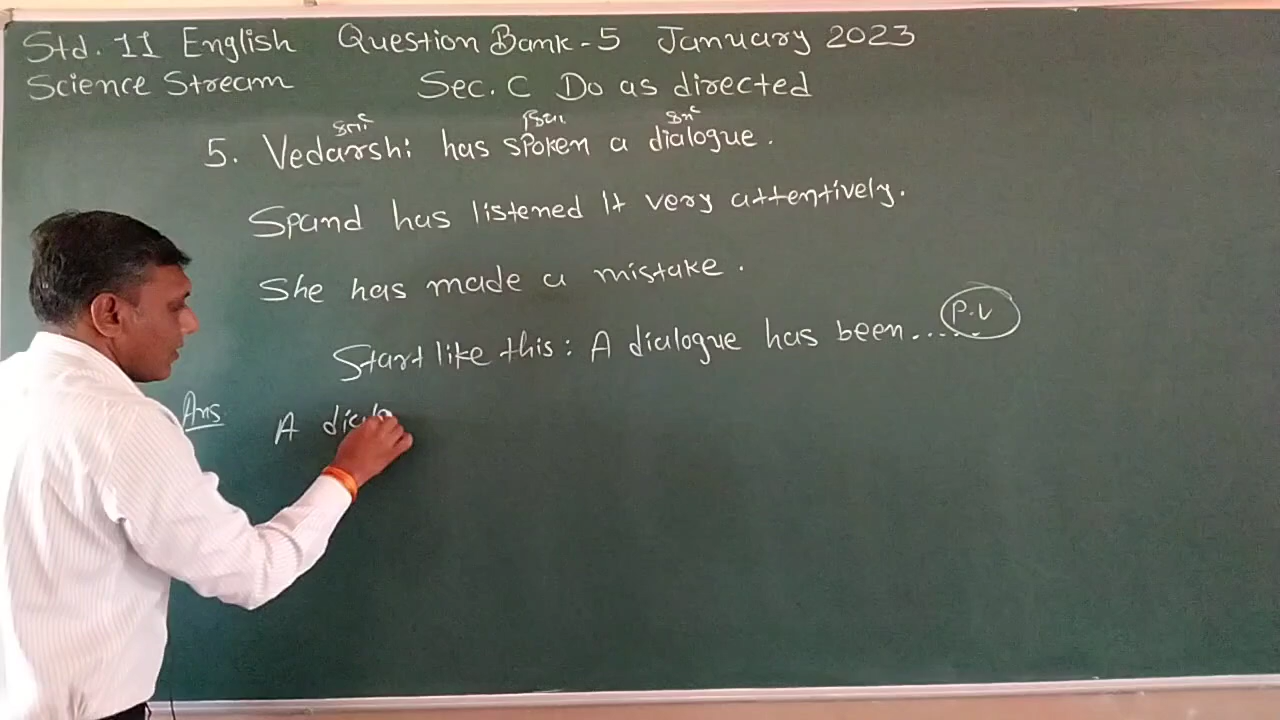 Std. 11 English Question Bank - 5 January 2023
Science Stream Sec. C Do as directed
5. Vedarshi has spoken a dialogue.
Spand has listened It very attentively.
She has made a mistake.
Start like this: A dialogue has been......
P.V
Ans A dialo